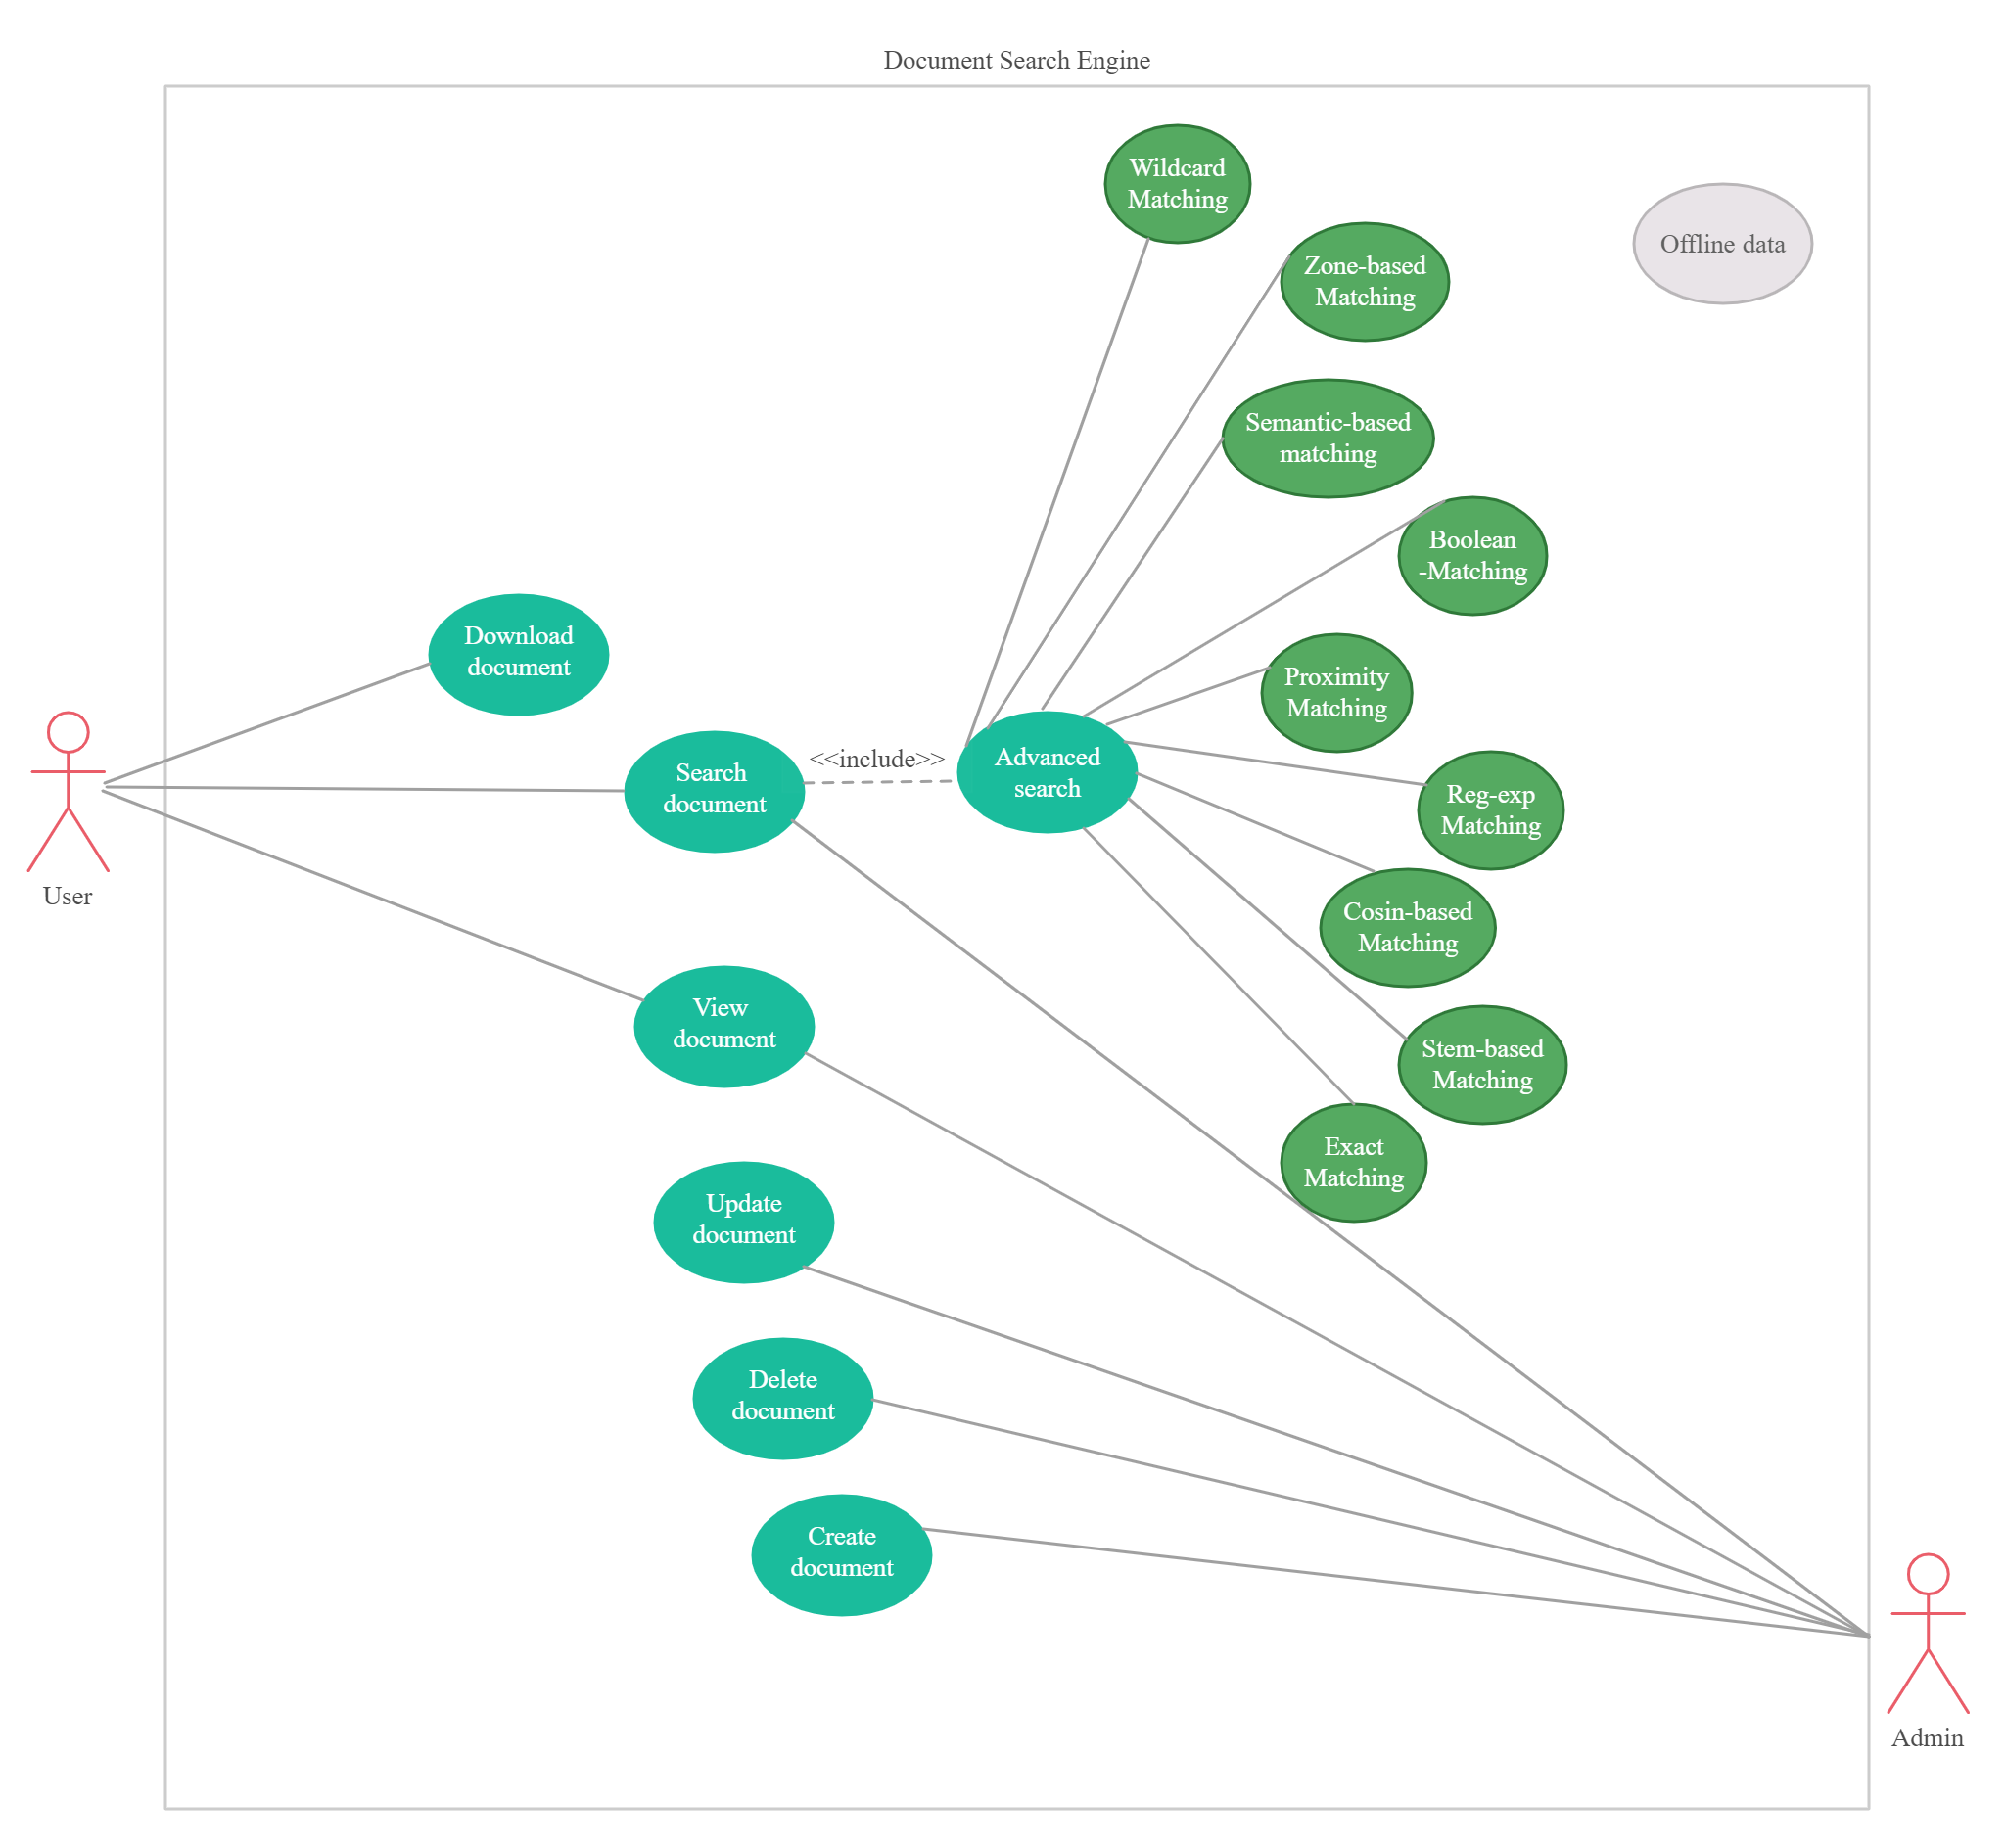 Document Search Engine
Wildcard
Matching
Offline data
Zone-based
Matching
Semantic-based
matching
Boolean
-Matching
Download
document
Proximity
Matching
Search
document
<<include>>
Advanced
search
Reg-exp
Matching
User
Cosin-based
Matching
View
document
Stem-based
Matching
Exact
Matching
Update
document
Delete
document
Create
document
Admin